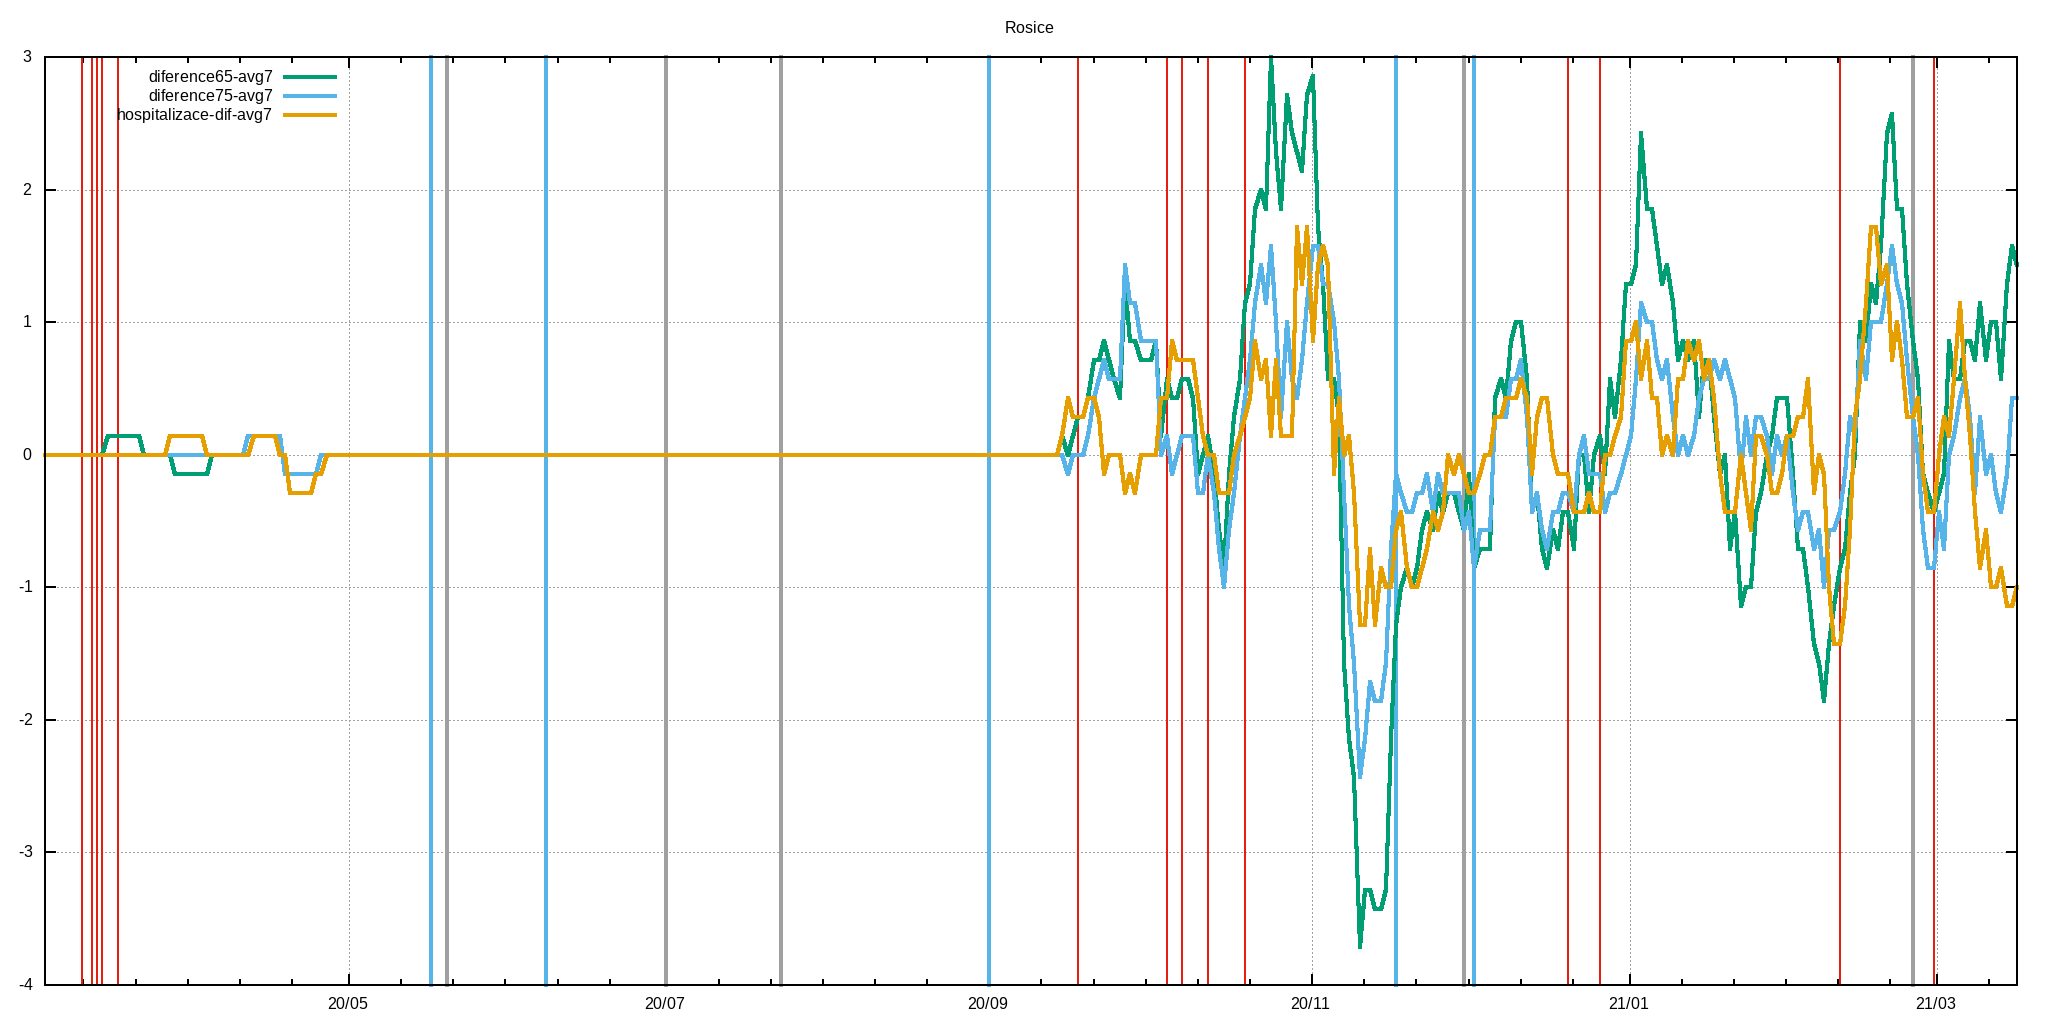 Rosice
diference65-avg7
diference75-avg7
hospitalizace-dif-avg7
3
2
1
0
-1
-2
-3
-4
20/05 20/07 20/09 20/11 21/01 21/03